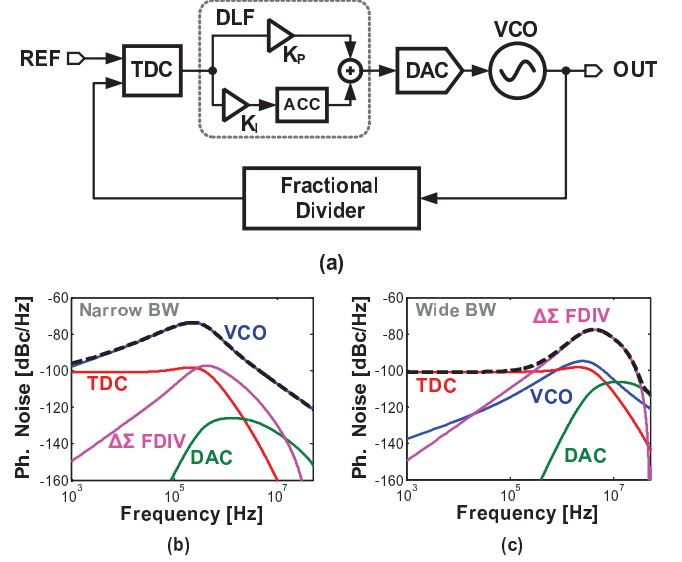 DLF
VCO
REF
TDC
K_P
K_I
ACC
+
DAC
OUT
Fractional
Divider
(a)
Ph. Noise [dBc/Hz]
-60
-80
-100
-120
-140
-160
Narrow BW
VCO
TDC
ΔΣ FDIV
DAC
10^3
10^5
10^7
Frequency [Hz]
(b)
Ph. Noise [dBc/Hz]
-60
-80
-100
-120
-140
-160
Wide BW
ΔΣ FDIV
TDC
VCO
DAC
10^3
10^5
10^7
Frequency [Hz]
(c)